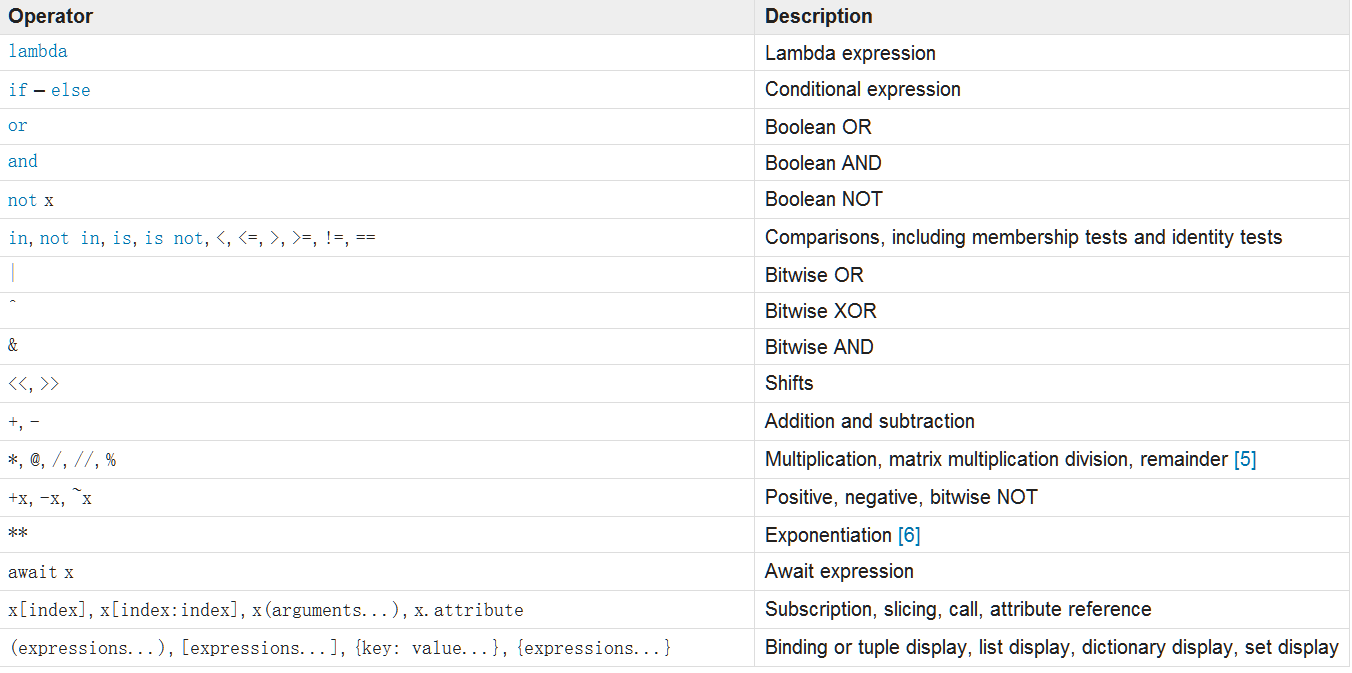 Operator Description
lambda Lambda expression
if – else Conditional expression
or Boolean OR
and Boolean AND
not x Boolean NOT
in, not in, is, is not, <, <=, >, >=, !=, == Comparisons, including membership tests and identity tests
| Bitwise OR
^ Bitwise XOR
& Bitwise AND
<<, >> Shifts
+, - Addition and subtraction
*, @, /, //, % Multiplication, matrix multiplication division, remainder [5]
+x, -x, ~x Positive, negative, bitwise NOT
** Exponentiation [6]
await x Await expression
x[index], x[index:index], x(arguments...), x.attribute Subscription, slicing, call, attribute reference
(expressions...), [expressions...], {key: value...}, {expressions...} Binding or tuple display, list display, dictionary display, set display